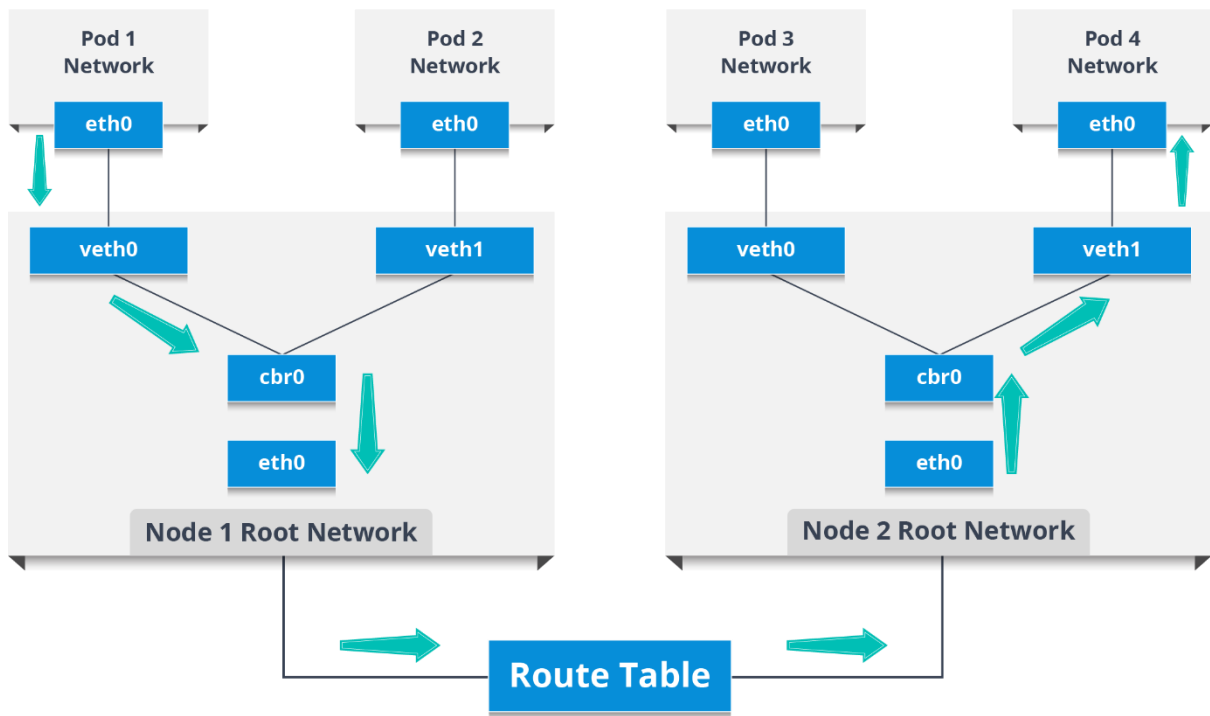 Pod 1
Network
Pod 2
Network
Pod 3
Network
Pod 4
Network
eth0
eth0
eth0
eth0
veth0
veth1
veth0
veth1
cbr0
cbr0
eth0
eth0
Node 1 Root Network
Node 2 Root Network
Route Table